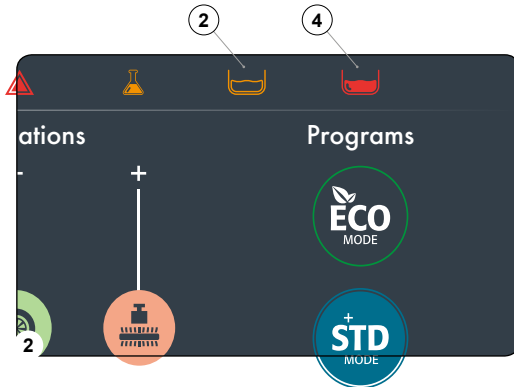 2 4
ations Programs
- +
ECO
MODE
+
STD
MODE
2